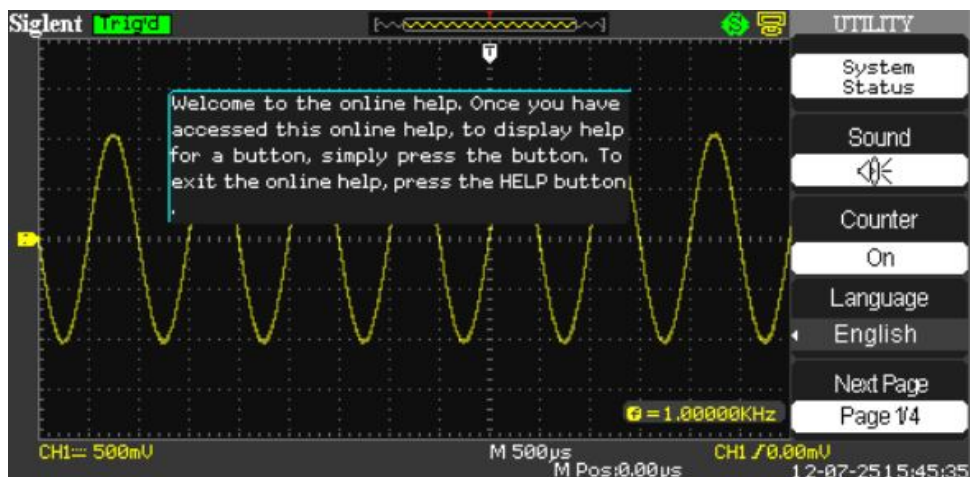 Siglent Trig'd
T
UTILITY
Welcome to the online help. Once you have
accessed this online help, to display help
for a button, simply press the button. To
exit the online help, press the HELP button
.
System
Status
Sound
Counter
On
Language
English
Next Page
Page 1/4
=1.00000KHz
CH1 500mV
M 500µs
CH1 0.00mV
M Pos:0.00µs
12-07-25 15:45:35